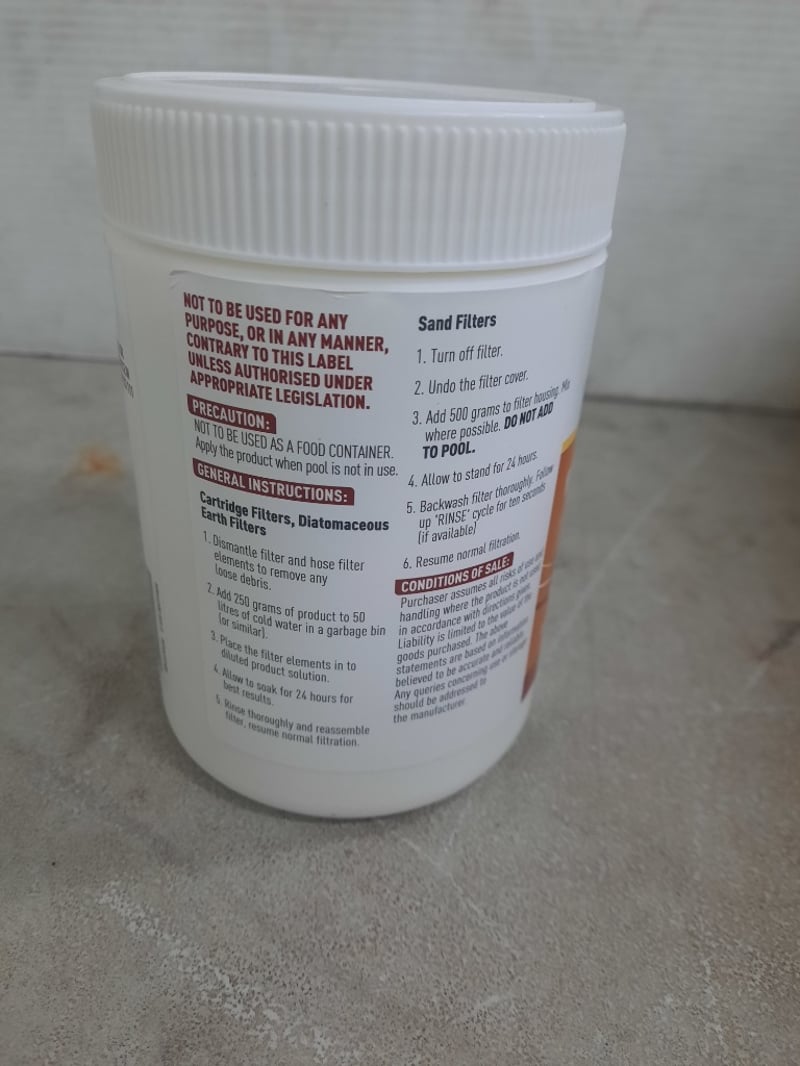 NOT TO BE USED FOR ANY
PURPOSE, OR IN ANY MANNER,
CONTRARY TO THIS LABEL
UNLESS AUTHORISED UNDER
APPROPRIATE LEGISLATION.
PRECAUTION:
NOT TO BE USED AS A FOOD CONTAINER.
Apply the product when pool is not in use.
GENERAL INSTRUCTIONS:
Cartridge Filters, Diatomaceous
Earth Filters
1. Dismantle filter and hose filter
elements to remove any
loose debris.
2. Add 250 grams of product to 50
litres of cold water in a garbage bin
(or similar).
3. Place the filter elements in to
diluted product solution.
4. Allow to soak for 24 hours for
best results.
Rinse thoroughly and reassemble
filter, resume normal filtration.
Sand Filters
1. Turn off filter.
2. Undo the filter cover.
3. Add 500 grams to filter housing. Mix
where possible. DO NOT ADD
TO POOL.
4. Allow to stand for 24 hours.
5. Backwash filter thoroughly. Follow
up "RINSE" cycle for ten seconds
(if available)
6. Resume normal filtration.
CONDITIONS OF SALE:
Purchaser assumes all risks of use and
handling where the product is not used
in accordance with directions given.
Liability is limited to the value of the
goods purchased. The above
statements are based on information
believed to be accurate and reliable.
Any queries concerning use or storage
should be addressed to
the manufacturer.